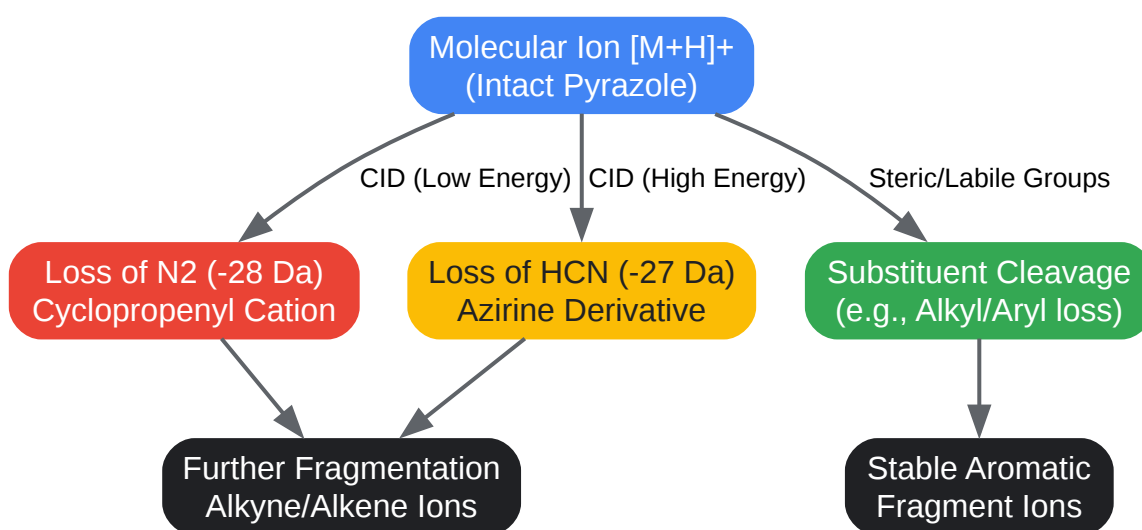 Molecular Ion [M+H]+
(Intact Pyrazole)
CID (Low Energy)
CID (High Energy)
Steric/Labile Groups
Loss of N2 (-28 Da)
Cyclopropenyl Cation
Loss of HCN (-27 Da)
Azirine Derivative
Substituent Cleavage
(e.g., Alkyl/Aryl loss)
Further Fragmentation
Alkyne/Alkene Ions
Stable Aromatic
Fragment Ions